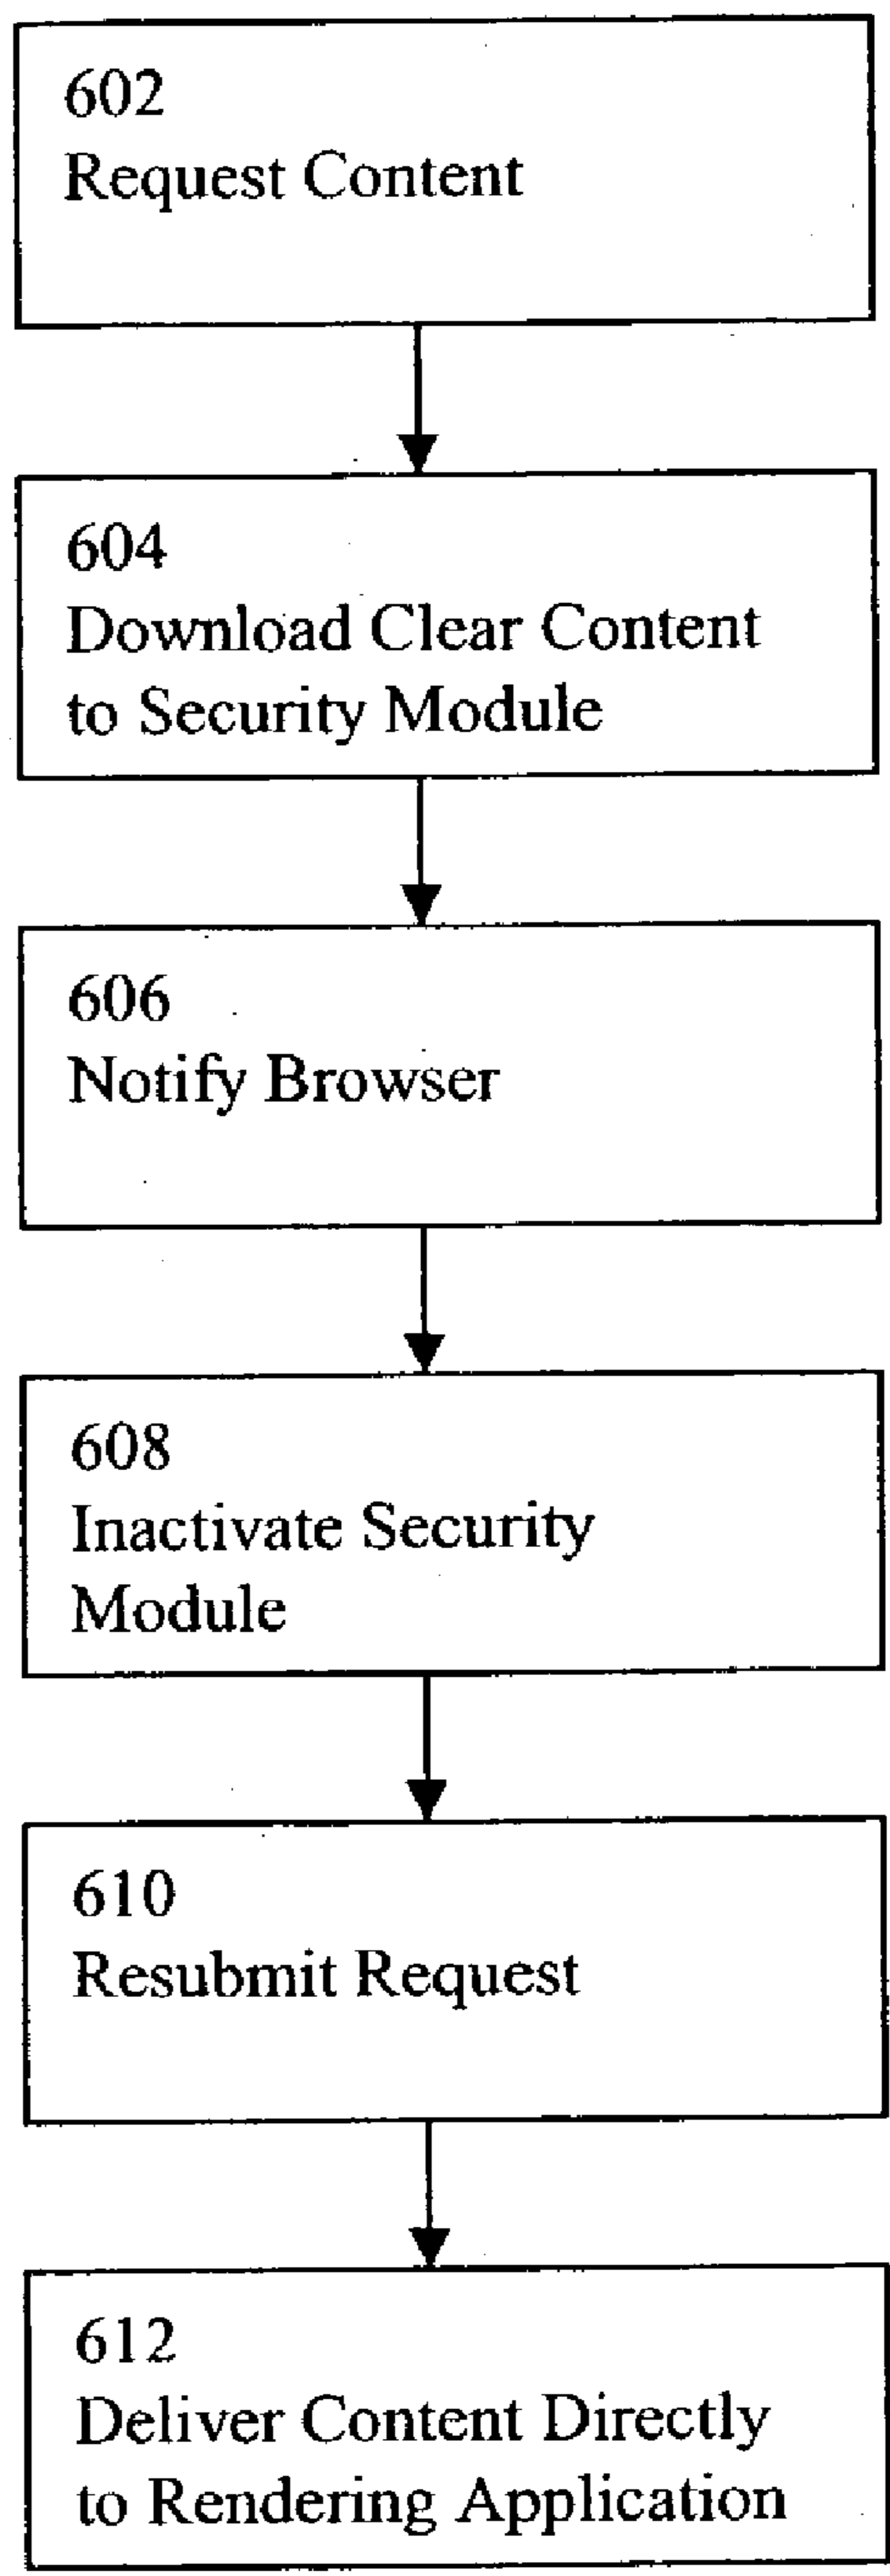 602
Request Content
604
Download Clear Content
to Security Module
606
Notify Browser
608
Inactivate Security
Module
610
Resubmit Request
612
Deliver Content Directly
to Rendering Application